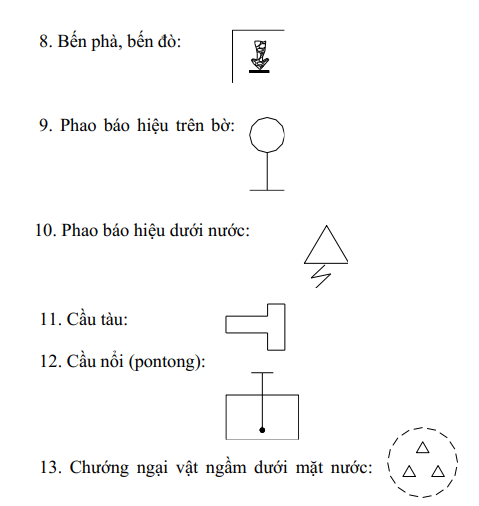 8. Bến phà, bến đò:
9. Phao báo hiệu trên bờ:
10. Phao báo hiệu dưới nước:
11. Cầu tàu:
12. Cầu nổi (pontong):
13. Chướng ngại vật ngầm dưới mặt nước: